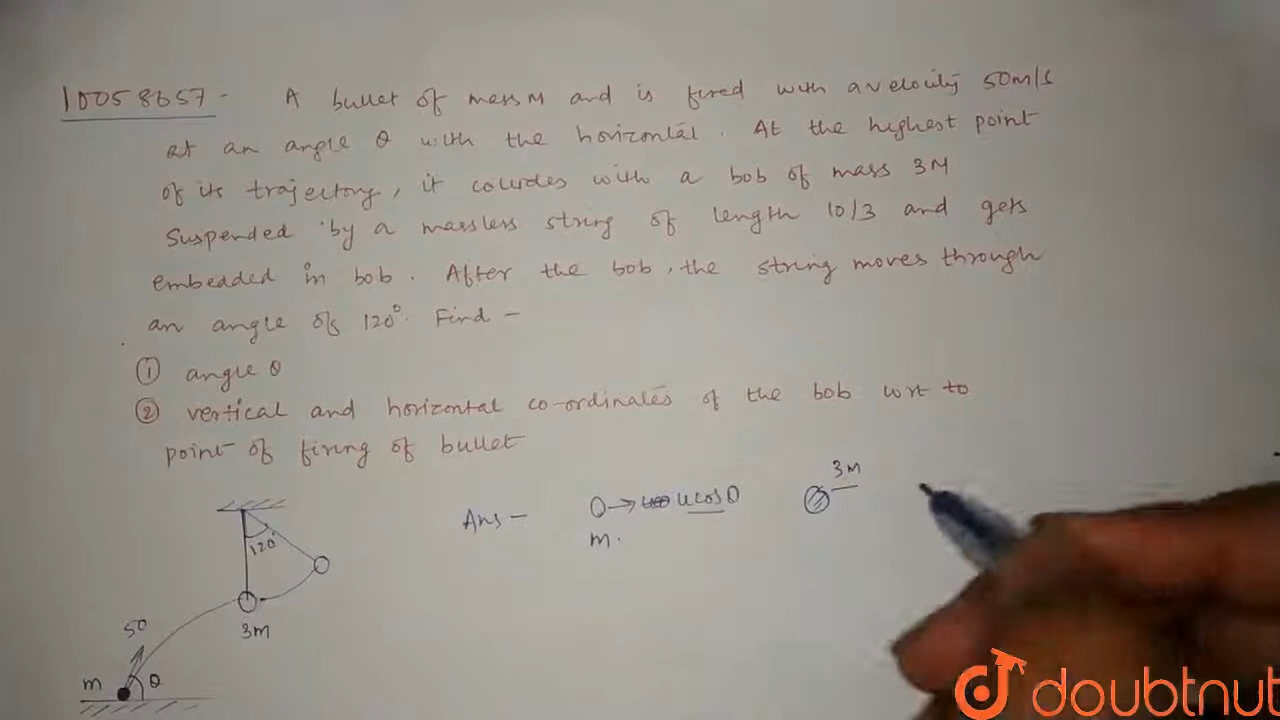 10058657 - A bullet of mass M and is fired with a velocity 50m/s
at an angle θ with the horizontal. At the highest point
of its trajectory, it collides with a bob of mass 3M
suspended by a massless string of length 10/3 and gets
embedded in bob. After the bob, the string moves through
an angle of 120°. Find -
① angle θ
② vertical and horizontal co-ordinates of the bob wrt to
point of firing of bullet
120°
3m
50
m
θ
Ans - O → ucosθ
m.
3m
doubtnut